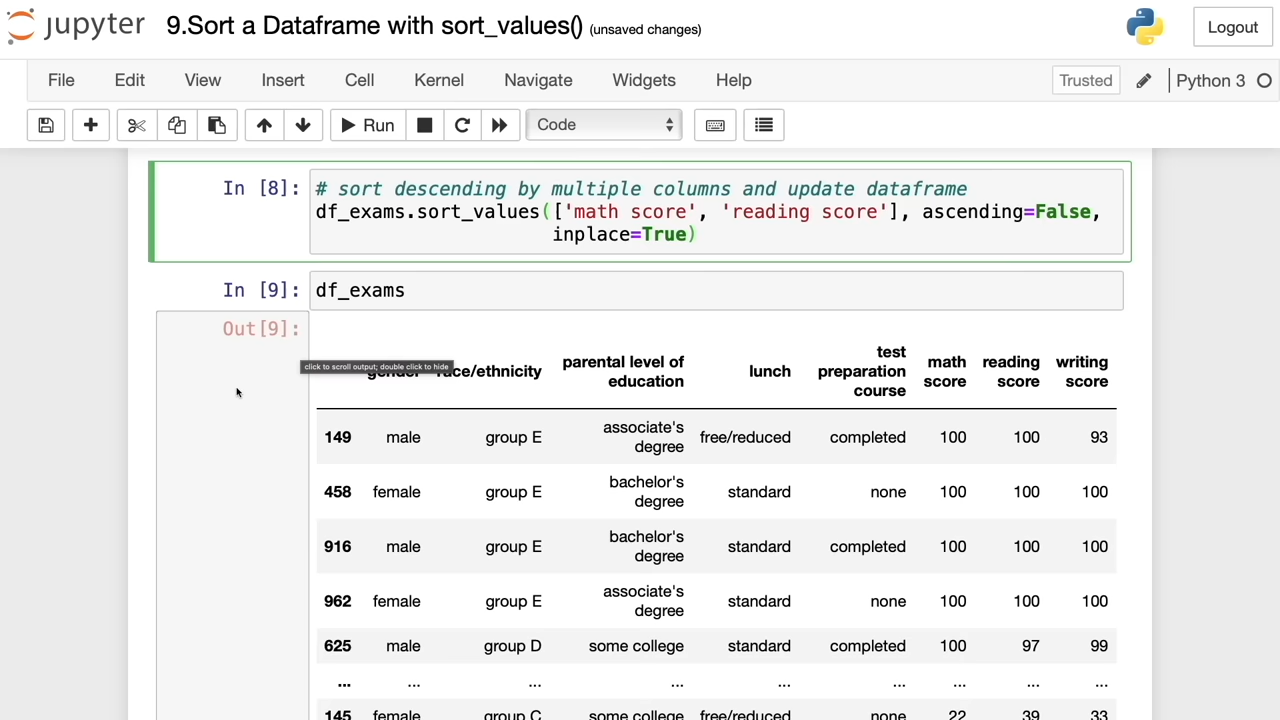 jupyter 9.Sort a Dataframe with sort_values() (unsaved changes) Logout
File Edit View Insert Cell Kernel Navigate Widgets Help Trusted Python 3
Run Code
In [8]: # sort descending by multiple columns and update dataframe
df_exams.sort_values(['math score', 'reading score'], ascending=False,
inplace=True)
In [9]: df_exams
Out[9]:
click to scroll output; double click to hide
gender race/ethnicity parental level of education lunch test preparation course math score reading score writing score
149 male group E associate's degree free/reduced completed 100 100 93
458 female group E bachelor's degree standard none 100 100 100
916 male group E bachelor's degree standard completed 100 100 100
962 female group E associate's degree standard none 100 100 100
625 male group D some college standard completed 100 97 99
... ... ... ... ... ... ... ... ...
145 female group C some college free/reduced none 22 39 33